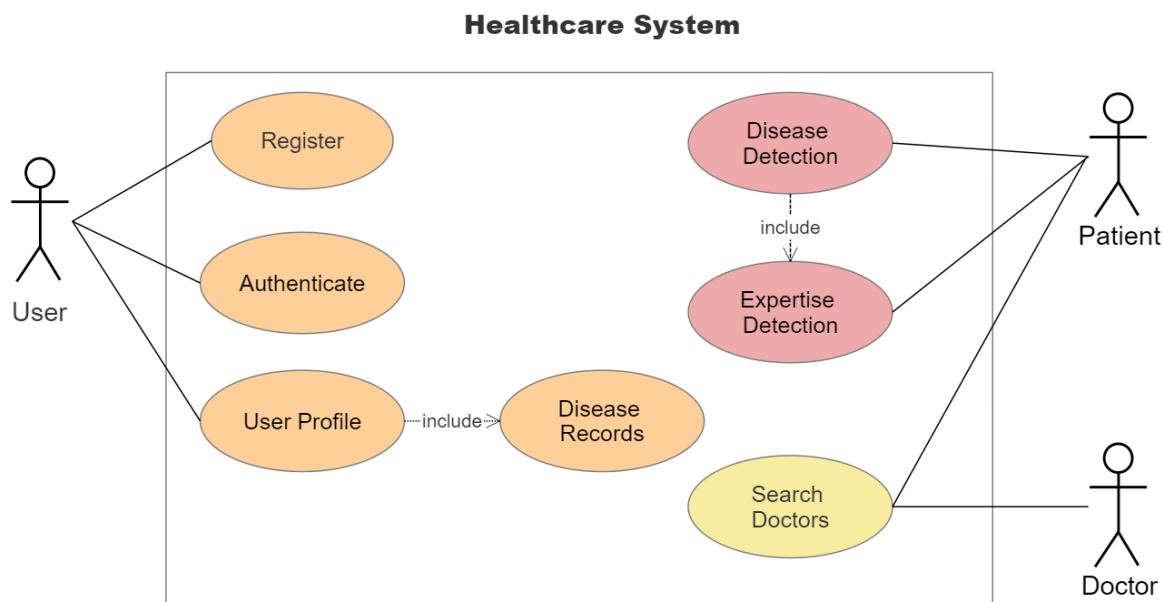 Healthcare System
Register
Disease
Detection
include
Patient
User
Authenticate
Expertise
Detection
User Profile
include
Disease
Records
Search
Doctors
Doctor